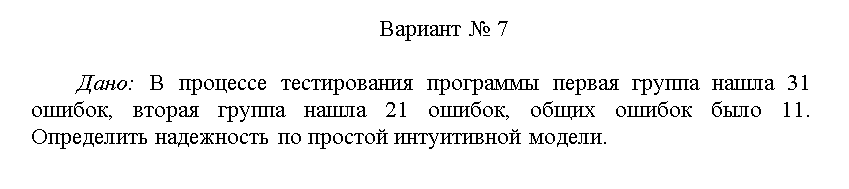 Вариант № 7
Дано: В процессе тестирования программы первая группа нашла 31
ошибок, вторая группа нашла 21 ошибок, общих ошибок было 11.
Определить надежность по простой интуитивной модели.